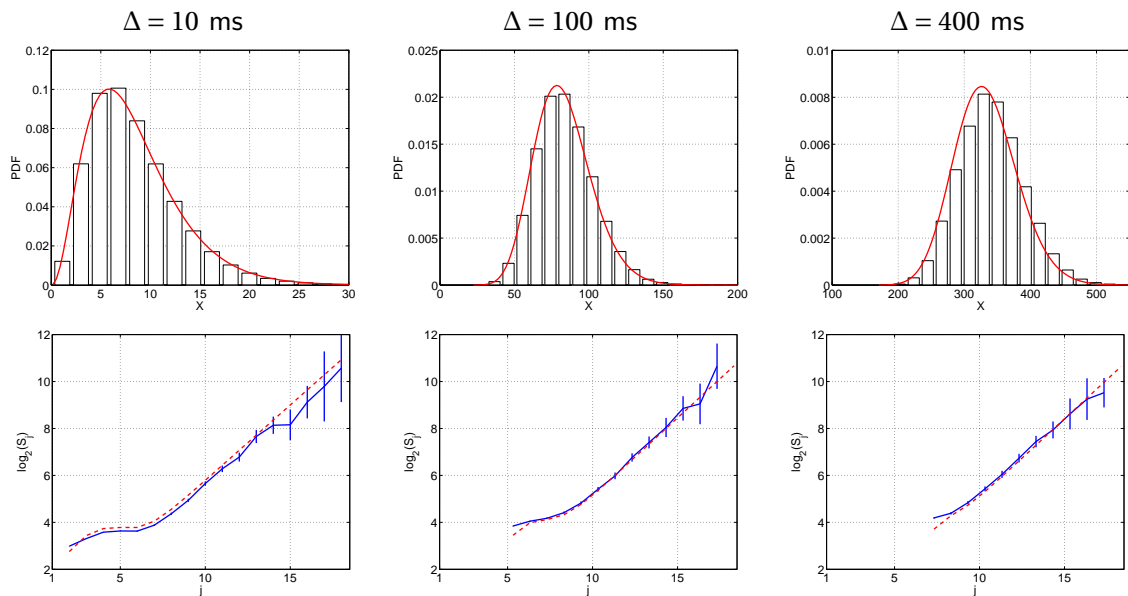 Δ = 10 ms
Δ = 100 ms
Δ = 400 ms
0.12
0.1
0.08
0.06
0.04
0.02
0
PDF
0 5 10 15 20 25 30
X
0.025
0.02
0.015
0.01
0.005
0
PDF
0 50 100 150 200
X
0.01
0.008
0.006
0.004
0.002
0
PDF
100 200 300 400 500
X
12
10
8
6
4
2
log2(Sj)
1 5 10 15
j
12
10
8
6
4
2
log2(Sj)
1 5 10 15
j
12
10
8
6
4
2
log2(Sj)
1 5 10 15
j